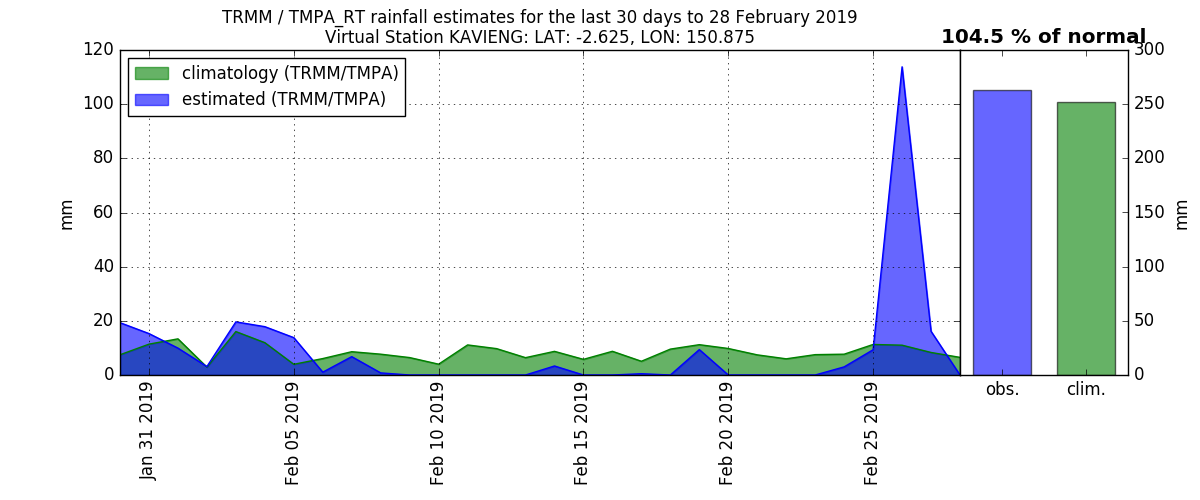 TRMM / TMPA_RT rainfall estimates for the last 30 days to 28 February 2019
Virtual Station KAVIENG: LAT: -2.625, LON: 150.875
104.5 % of normal
climatology (TRMM/TMPA)
estimated (TRMM/TMPA)
120
100
80
60
40
20
0
mm
300
250
200
150
100
50
0
mm
Jan 31 2019
Feb 05 2019
Feb 10 2019
Feb 15 2019
Feb 20 2019
Feb 25 2019
obs.
clim.